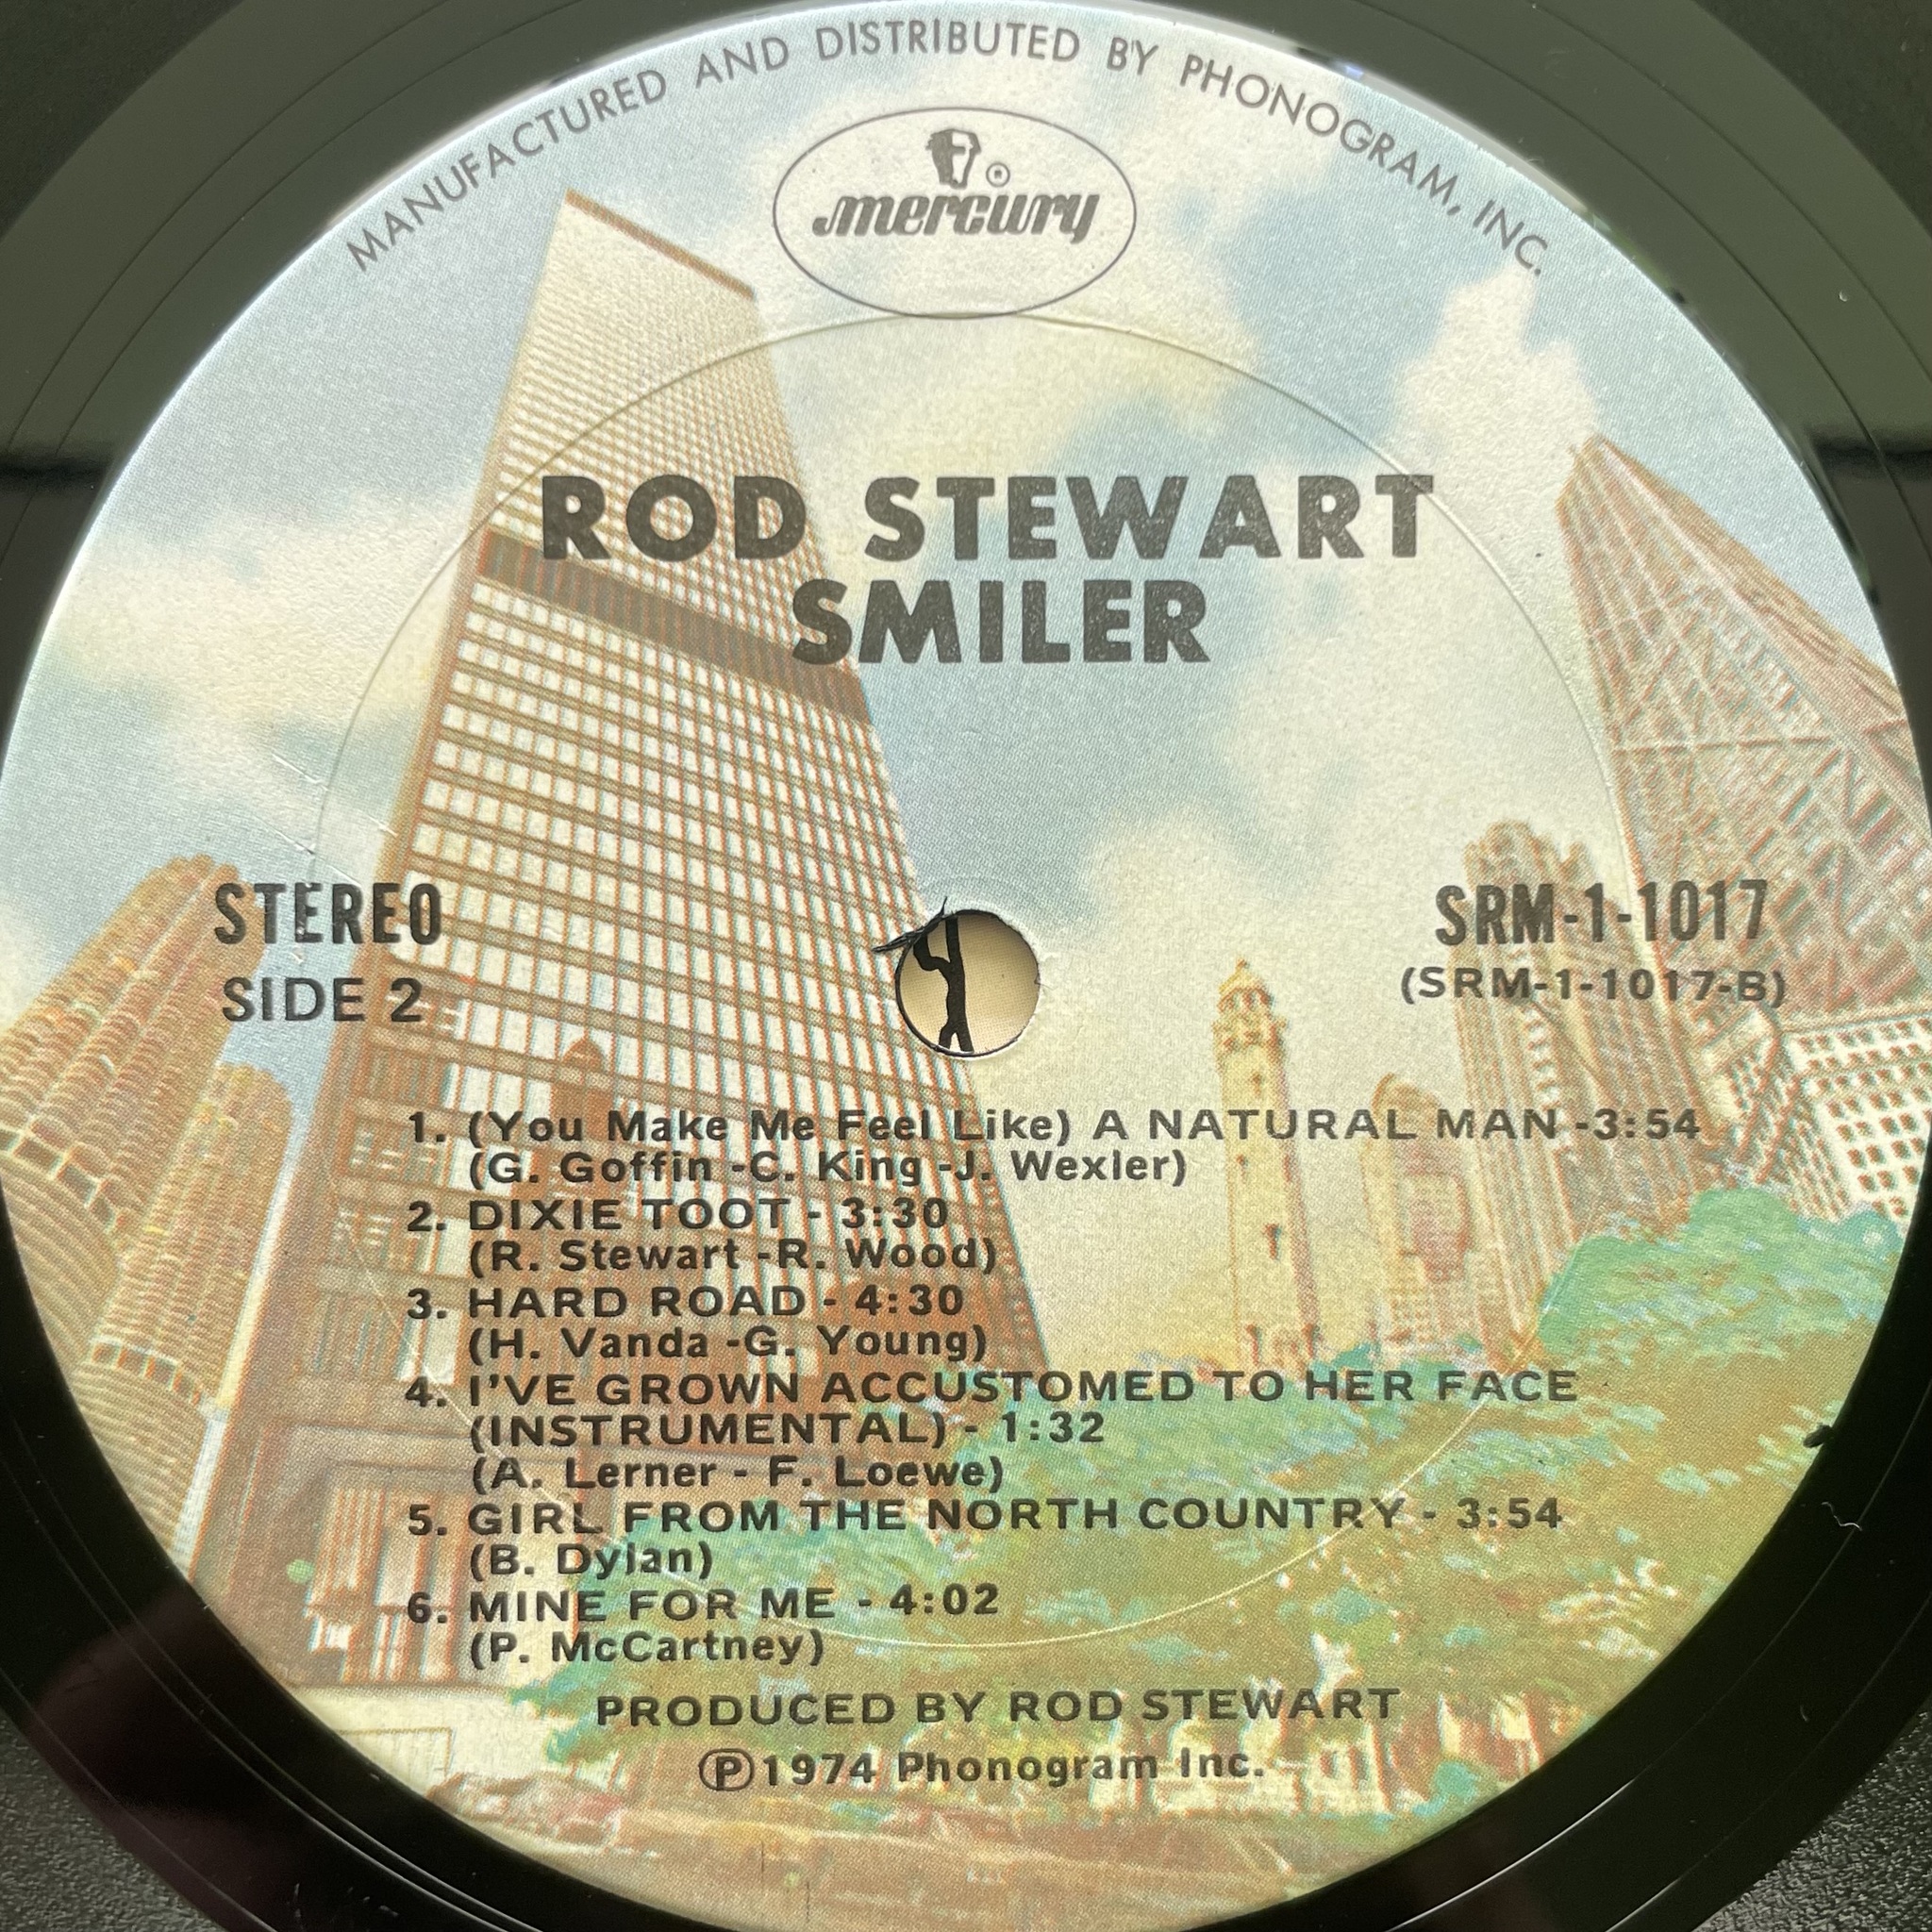 MANUFACTURED AND DISTRIBUTED BY PHONOGRAM, INC.
mercury ®
ROD STEWART
SMILER
STEREO
SIDE 2
SRM-1-1017
(SRM-1-1017-B)
1. (You Make Me Feel Like) A NATURAL MAN -3:54
(G. Goffin -C. King -J. Wexler)
2. DIXIE TOOT - 3:30
(R. Stewart -R. Wood)
3. HARD ROAD - 4:30
(H. Vanda -G. Young)
4. I'VE GROWN ACCUSTOMED TO HER FACE
(INSTRUMENTAL) - 1:32
(A. Lerner - F. Loewe)
5. GIRL FROM THE NORTH COUNTRY - 3:54
(B. Dylan)
6. MINE FOR ME - 4:02
(P. McCartney)
PRODUCED BY ROD STEWART
℗1974 Phonogram Inc.